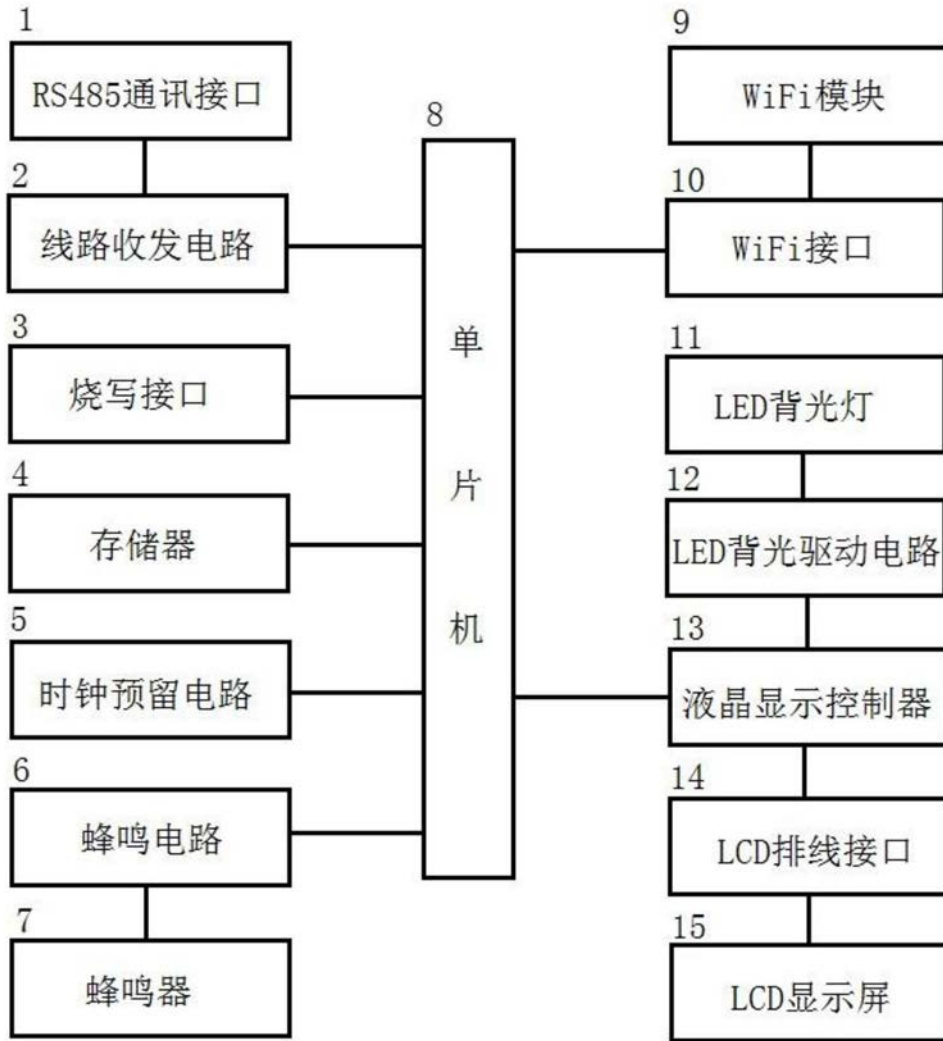 1
RS485通讯接口
2
线路收发电路
3
烧写接口
4
存储器
5
时钟预留电路
6
蜂鸣电路
7
蜂鸣器
8
单
片
机
9
WiFi模块
10
WiFi接口
11
LED背光灯
12
LED背光驱动电路
13
液晶显示控制器
14
LCD排线接口
15
LCD显示屏